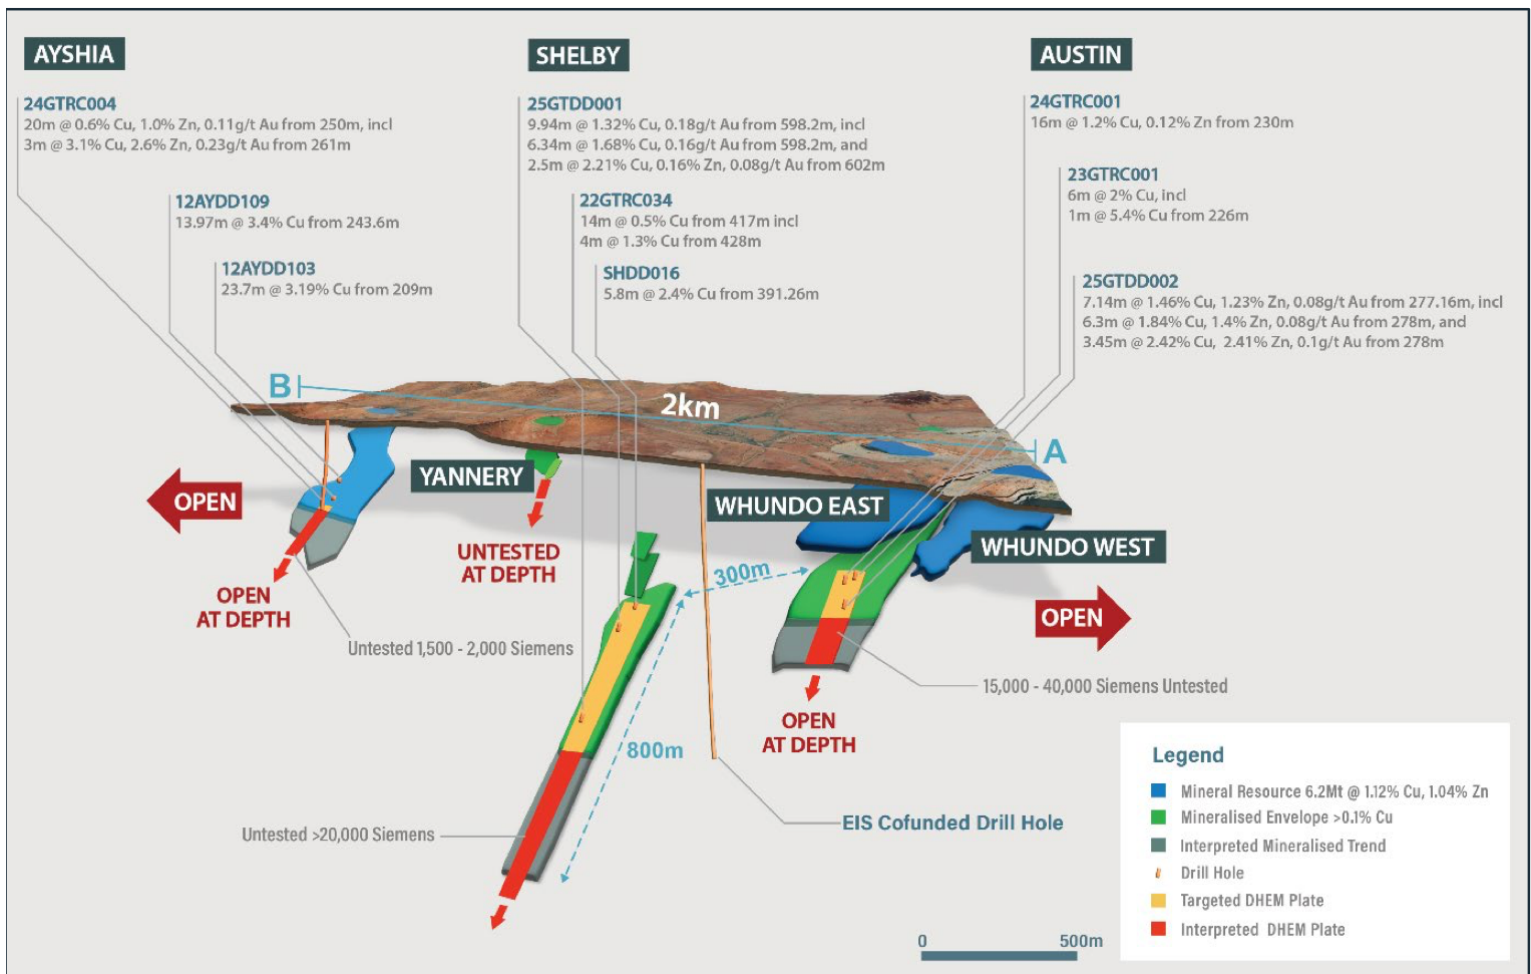 AYSHIA
24GTRC004
20m @ 0.6% Cu, 1.0% Zn, 0.11g/t Au from 250m, incl
3m @ 3.1% Cu, 2.6% Zn, 0.23g/t Au from 261m
12AYDD109
13.97m @ 3.4% Cu from 243.6m
12AYDD103
23.7m @ 3.19% Cu from 209m
SHELBY
25GTDD001
9.94m @ 1.32% Cu, 0.18g/t Au from 598.2m, incl
6.34m @ 1.68% Cu, 0.16g/t Au from 598.2m, and
2.5m @ 2.21% Cu, 0.16% Zn, 0.08g/t Au from 602m
22GTRC034
14m @ 0.5% Cu from 417m incl
4m @ 1.3% Cu from 428m
SHDD016
5.8m @ 2.4% Cu from 391.26m
AUSTIN
24GTRC001
16m @ 1.2% Cu, 0.12% Zn from 230m
23GTRC001
6m @ 2% Cu, incl
1m @ 5.4% Cu from 226m
25GTDD002
7.14m @ 1.46% Cu, 1.23% Zn, 0.08g/t Au from 277.16m, incl
6.3m @ 1.84% Cu, 1.4% Zn, 0.08g/t Au from 278m, and
3.45m @ 2.42% Cu, 2.41% Zn, 0.1g/t Au from 278m
B
2km
A
OPEN
YANNERY
WHUNDO EAST
WHUNDO WEST
UNTESTED
AT DEPTH
OPEN
AT DEPTH
300m
OPEN
Untested 1,500 - 2,000 Siemens
15,000 - 40,000 Siemens Untested
OPEN
AT DEPTH
800m
Untested >20,000 Siemens
EIS Cofunded Drill Hole
Legend
Mineral Resource 6.2Mt @ 1.12% Cu, 1.04% Zn
Mineralised Envelope >0.1% Cu
Interpreted Mineralised Trend
Drill Hole
Targeted DHEM Plate
Interpreted DHEM Plate
0
500m